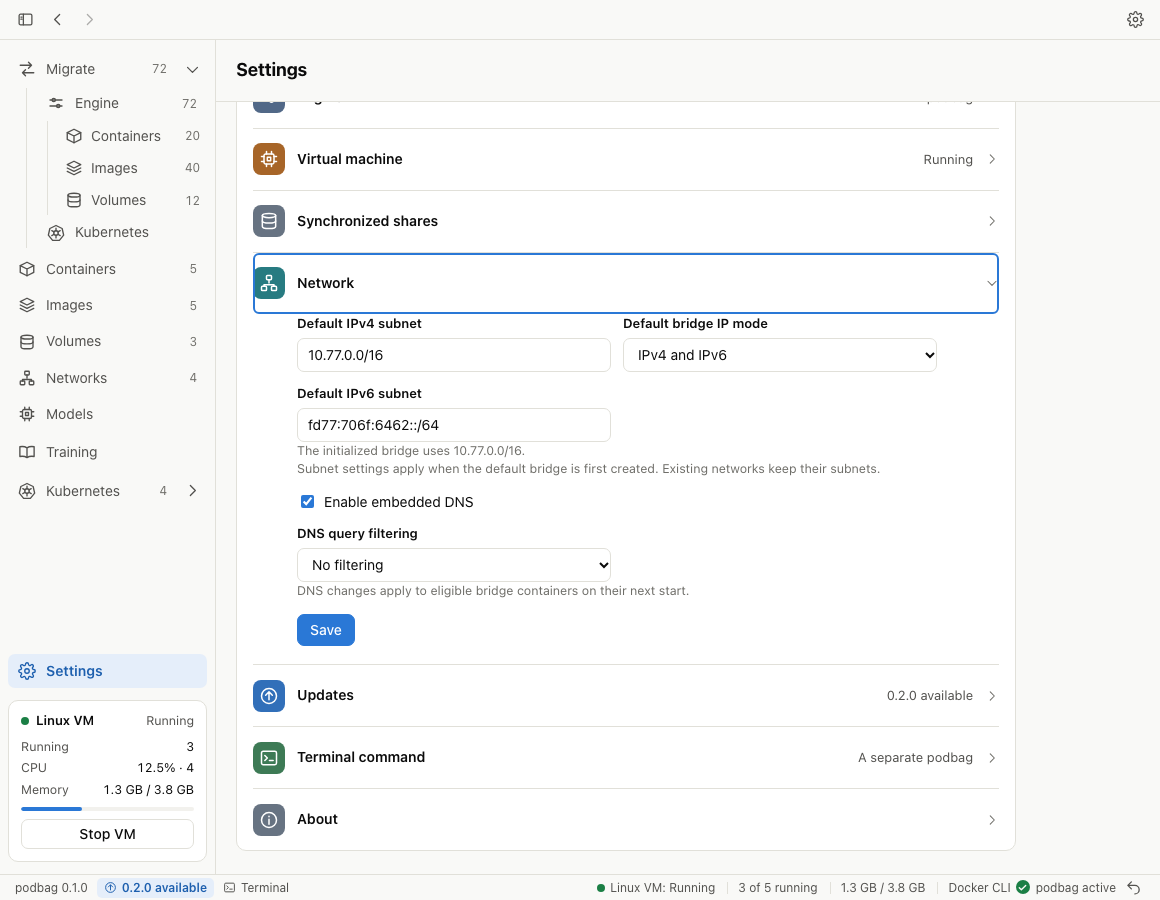 Migrate 72
Settings
Engine 72
Containers 20
Images 40
Volumes 12
Kubernetes
Containers 5
Images 5
Volumes 3
Networks 4
Models
Training
Kubernetes 4
Settings
Linux VM Running
Running 3
CPU 12.5% · 4
Memory 1.3 GB / 3.8 GB
Stop VM
Virtual machine Running
Synchronized shares
Network
Default IPv4 subnet Default bridge IP mode
10.77.0.0/16 IPv4 and IPv6
Default IPv6 subnet
fd77:706f:6462::/64
The initialized bridge uses 10.77.0.0/16.
Subnet settings apply when the default bridge is first created. Existing networks keep their subnets.
Enable embedded DNS
DNS query filtering
No filtering
DNS changes apply to eligible bridge containers on their next start.
Save
Updates 0.2.0 available
Terminal command A separate podbag
About
podbag 0.1.0 0.2.0 available Terminal Linux VM: Running 3 of 5 running 1.3 GB / 3.8 GB Docker CLI podbag active